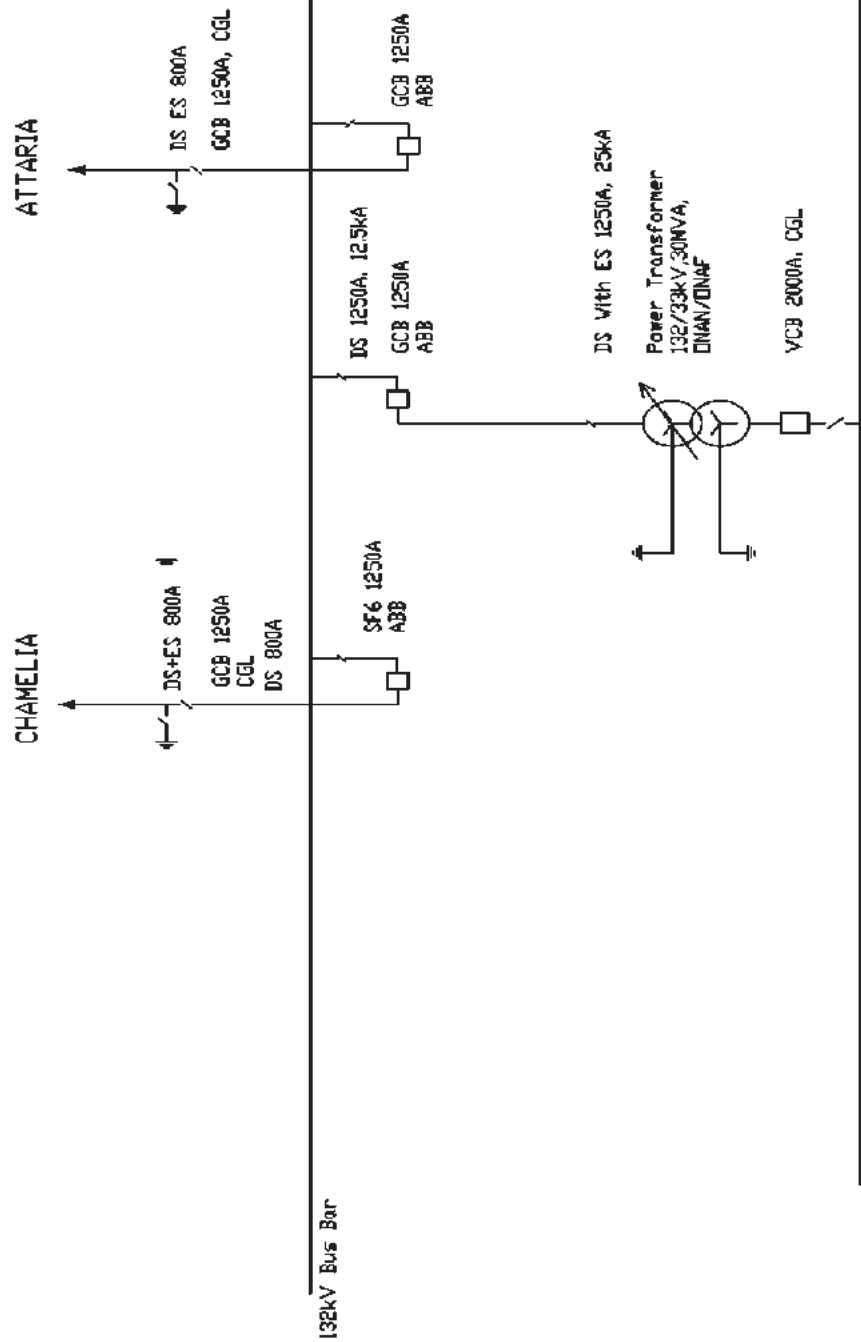 CHAMELIA
ATTARIA
DS+ES 800A
GCB 1250A
CGL
DS 800A
DS ES 800A
GCB 1250A, CGL
132kV Bus Bar
SF6 1250A
ABB
DS 1250A, 12.5kA
GCB 1250A
ABB
GCB 1250A
ABB
DS With ES 1250A, 25kA
Power Transformer
132/33kV,30MVA,
ONAN/ONAF
VCB 2000A, CGL